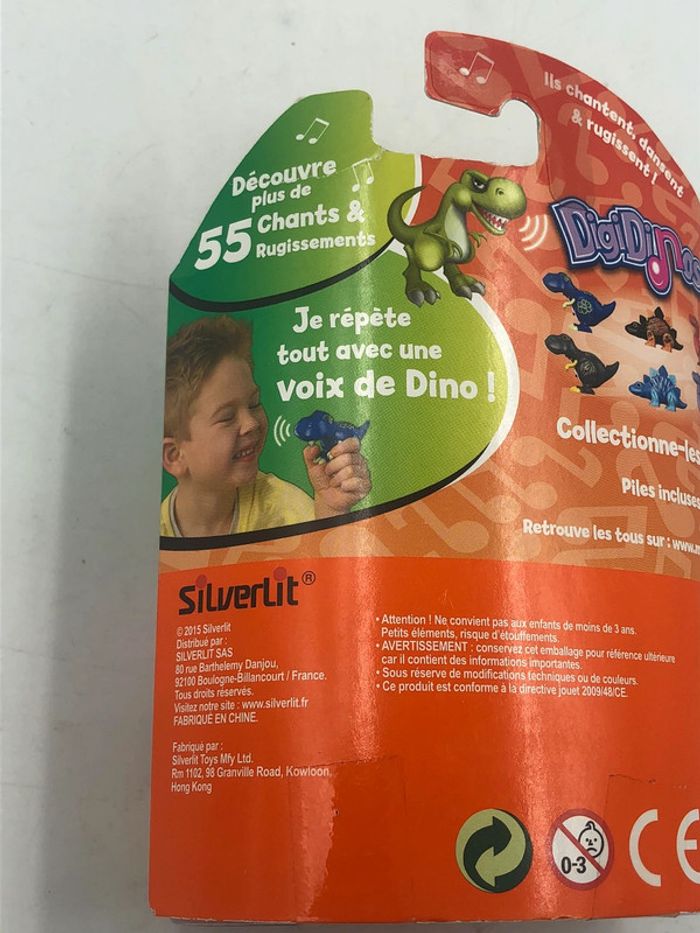 Ils chantent, dansent
& rugissent !
Découvre
plus de
55 Chants &
Rugissements
DigiDinos
Je répète
tout avec une
voix de Dino !
Collectionne-les
Piles incluses
Retrouve les tous sur : www.
Silverlit®
© 2015 Silverlit
Distribué par :
SILVERLIT SAS
80 rue Barthelemy Danjou,
92100 Boulogne-Billancourt / France.
Tous droits réservés.
Visitez notre site : www.silverlit.fr
FABRIQUÉ EN CHINE.
Fabriqué par :
Silverlit Toys Mfy Ltd.
Rm 1102, 98 Granville Road, Kowloon,
Hong Kong
• Attention ! Ne convient pas aux enfants de moins de 3 ans.
Petits éléments, risque d'étouffements.
• AVERTISSEMENT : conservez cet emballage pour référence ultérieure
car il contient des informations importantes.
• Sous réserve de modifications techniques ou de couleurs.
• Ce produit est conforme à la directive jouet 2009/48/CE.
0-3
CE